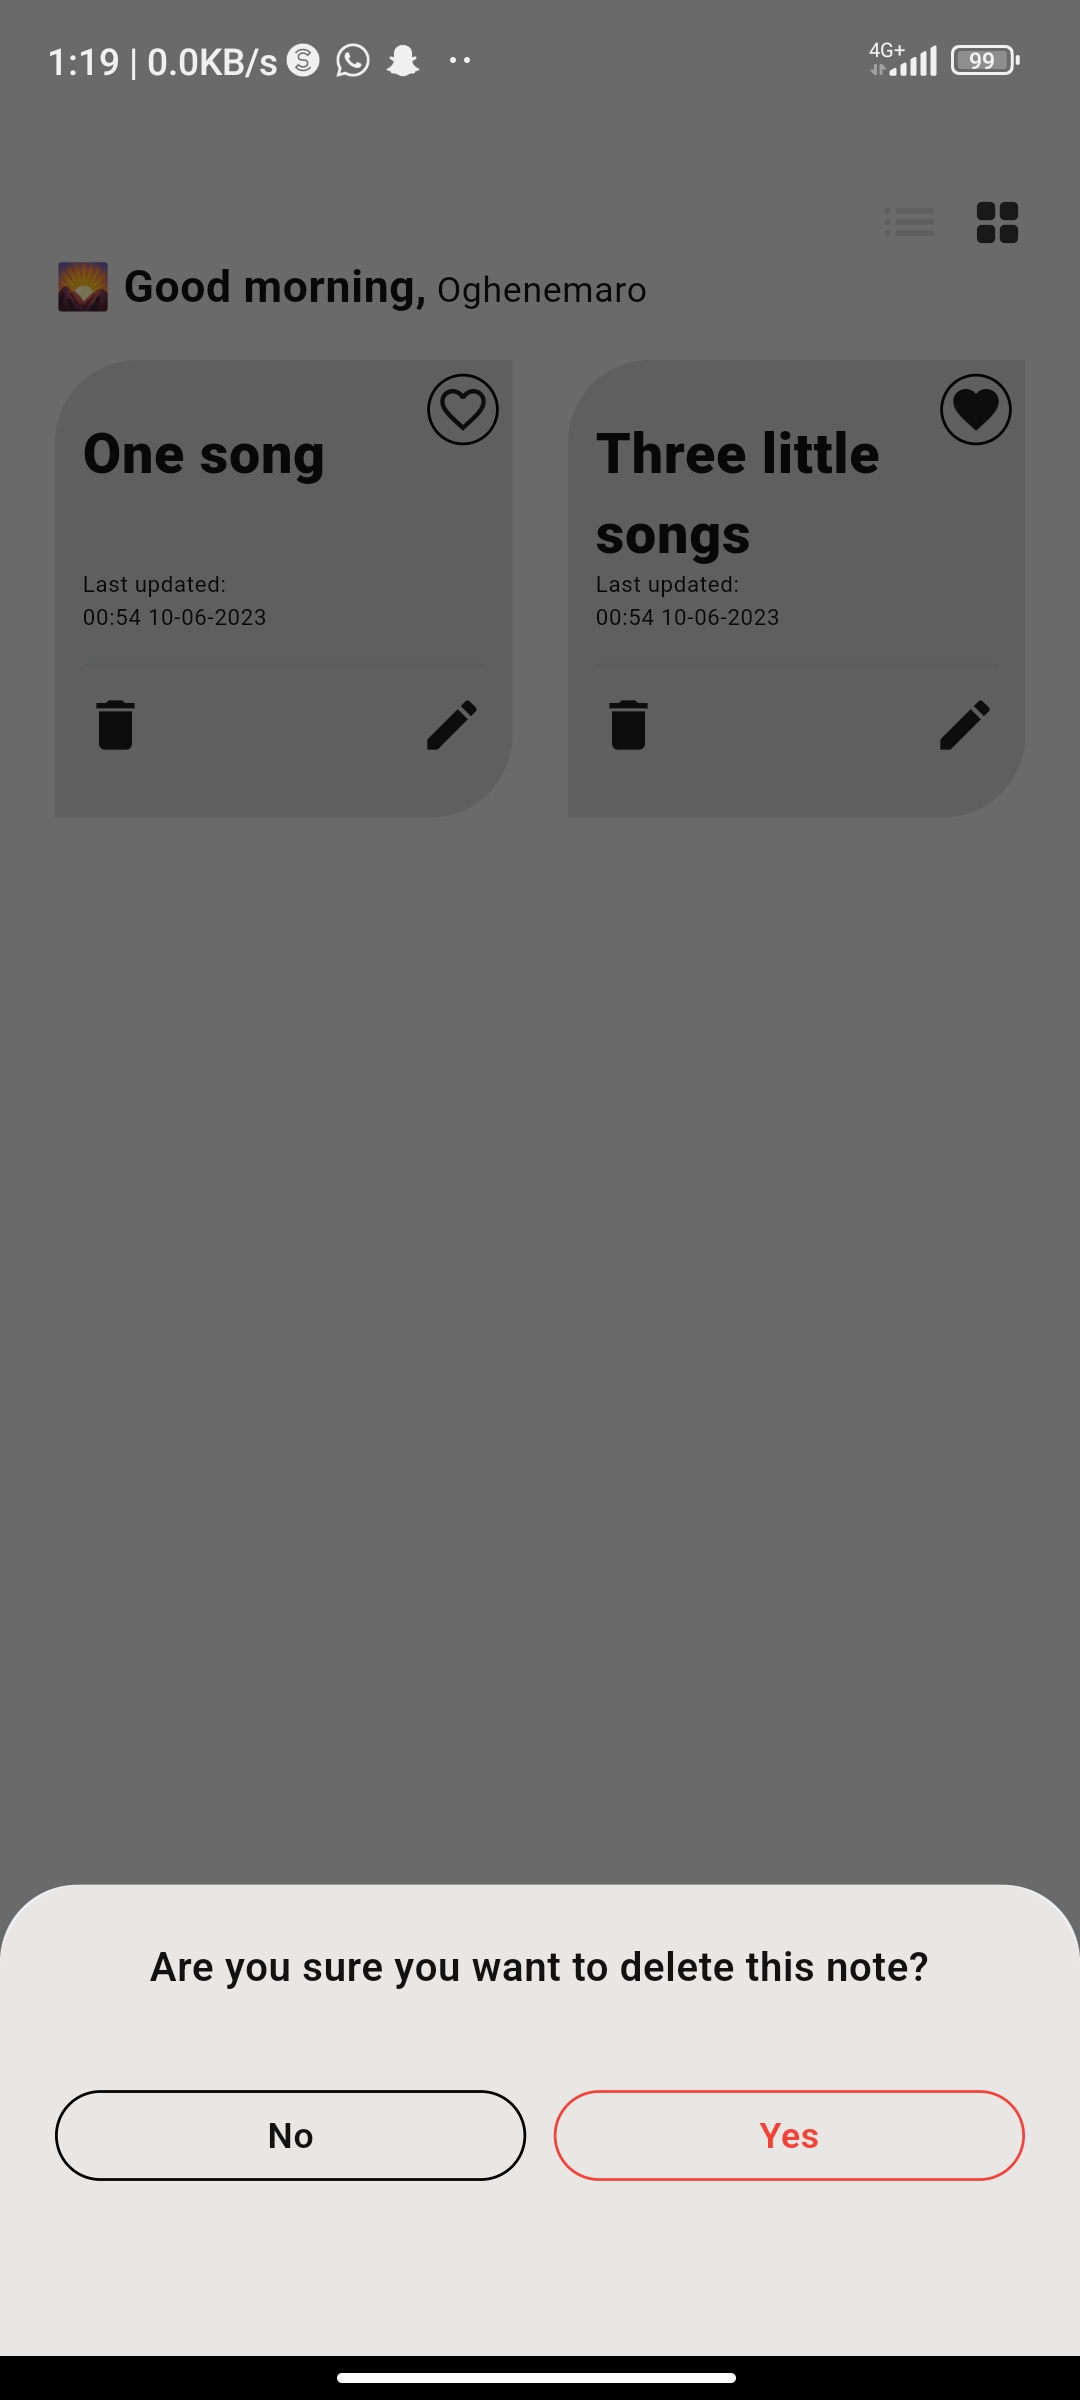 1:19 | 0.0KB/s
4G+
99
Good morning, Oghenemaro
One song
Last updated:
00:54 10-06-2023
Three little
songs
Last updated:
00:54 10-06-2023
Are you sure you want to delete this note?
No
Yes